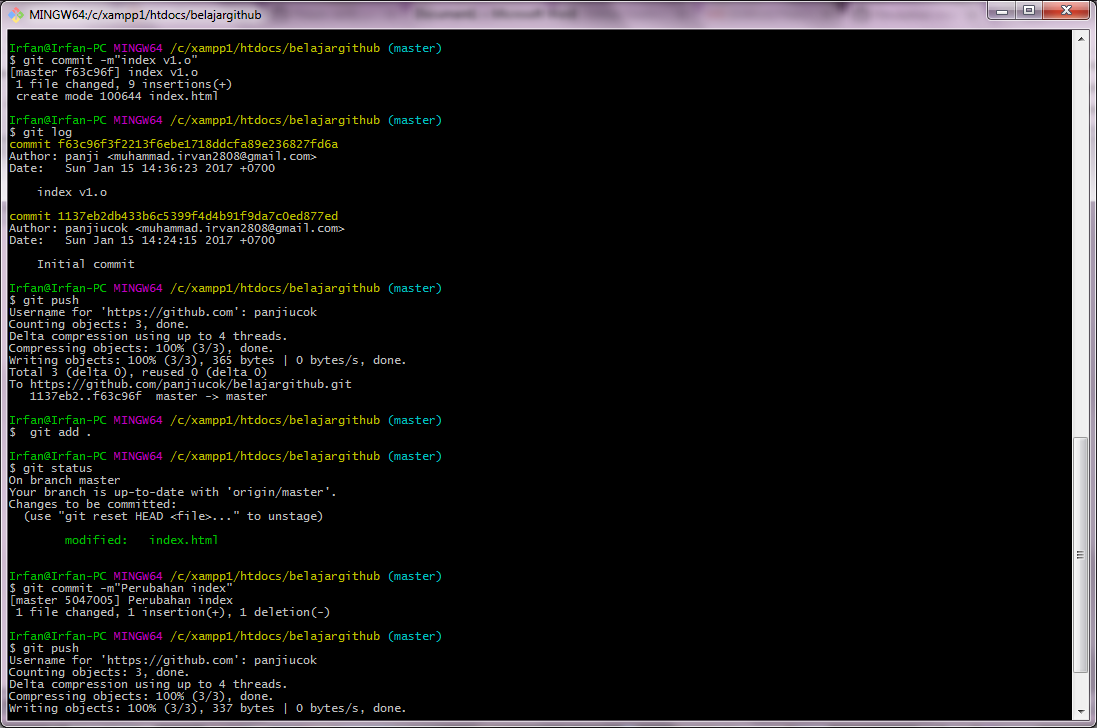 MINGW64:/c/xampp1/htdocs/belajargithub
Irfan@Irfan-PC MINGW64 /c/xampp1/htdocs/belajargithub (master)
$ git commit -m"index v1.o"
[master f63c96f] index v1.o
 1 file changed, 9 insertions(+)
 create mode 100644 index.html
Irfan@Irfan-PC MINGW64 /c/xampp1/htdocs/belajargithub (master)
$ git log
commit f63c96f3f2213f6ebe1718ddcfa89e236827fd6a
Author: panji <muhammad.irvan2808@gmail.com>
Date:   Sun Jan 15 14:36:23 2017 +0700
    index v1.o
commit 1137eb2db433b6c5399f4d4b91f9da7c0ed877ed
Author: panjiucok <muhammad.irvan2808@gmail.com>
Date:   Sun Jan 15 14:24:15 2017 +0700
    Initial commit
Irfan@Irfan-PC MINGW64 /c/xampp1/htdocs/belajargithub (master)
$ git push
Username for 'https://github.com': panjiucok
Counting objects: 3, done.
Delta compression using up to 4 threads.
Compressing objects: 100% (3/3), done.
Writing objects: 100% (3/3), 365 bytes | 0 bytes/s, done.
Total 3 (delta 0), reused 0 (delta 0)
To https://github.com/panjiucok/belajargithub.git
   1137eb2..f63c96f  master -> master
Irfan@Irfan-PC MINGW64 /c/xampp1/htdocs/belajargithub (master)
$  git add .
Irfan@Irfan-PC MINGW64 /c/xampp1/htdocs/belajargithub (master)
$ git status
On branch master
Your branch is up-to-date with 'origin/master'.
Changes to be committed:
  (use "git reset HEAD <file>..." to unstage)
        modified:   index.html
Irfan@Irfan-PC MINGW64 /c/xampp1/htdocs/belajargithub (master)
$ git commit -m"Perubahan index"
[master 5047005] Perubahan index
 1 file changed, 1 insertion(+), 1 deletion(-)
Irfan@Irfan-PC MINGW64 /c/xampp1/htdocs/belajargithub (master)
$ git push
Username for 'https://github.com': panjiucok
Counting objects: 3, done.
Delta compression using up to 4 threads.
Compressing objects: 100% (3/3), done.
Writing objects: 100% (3/3), 337 bytes | 0 bytes/s, done.